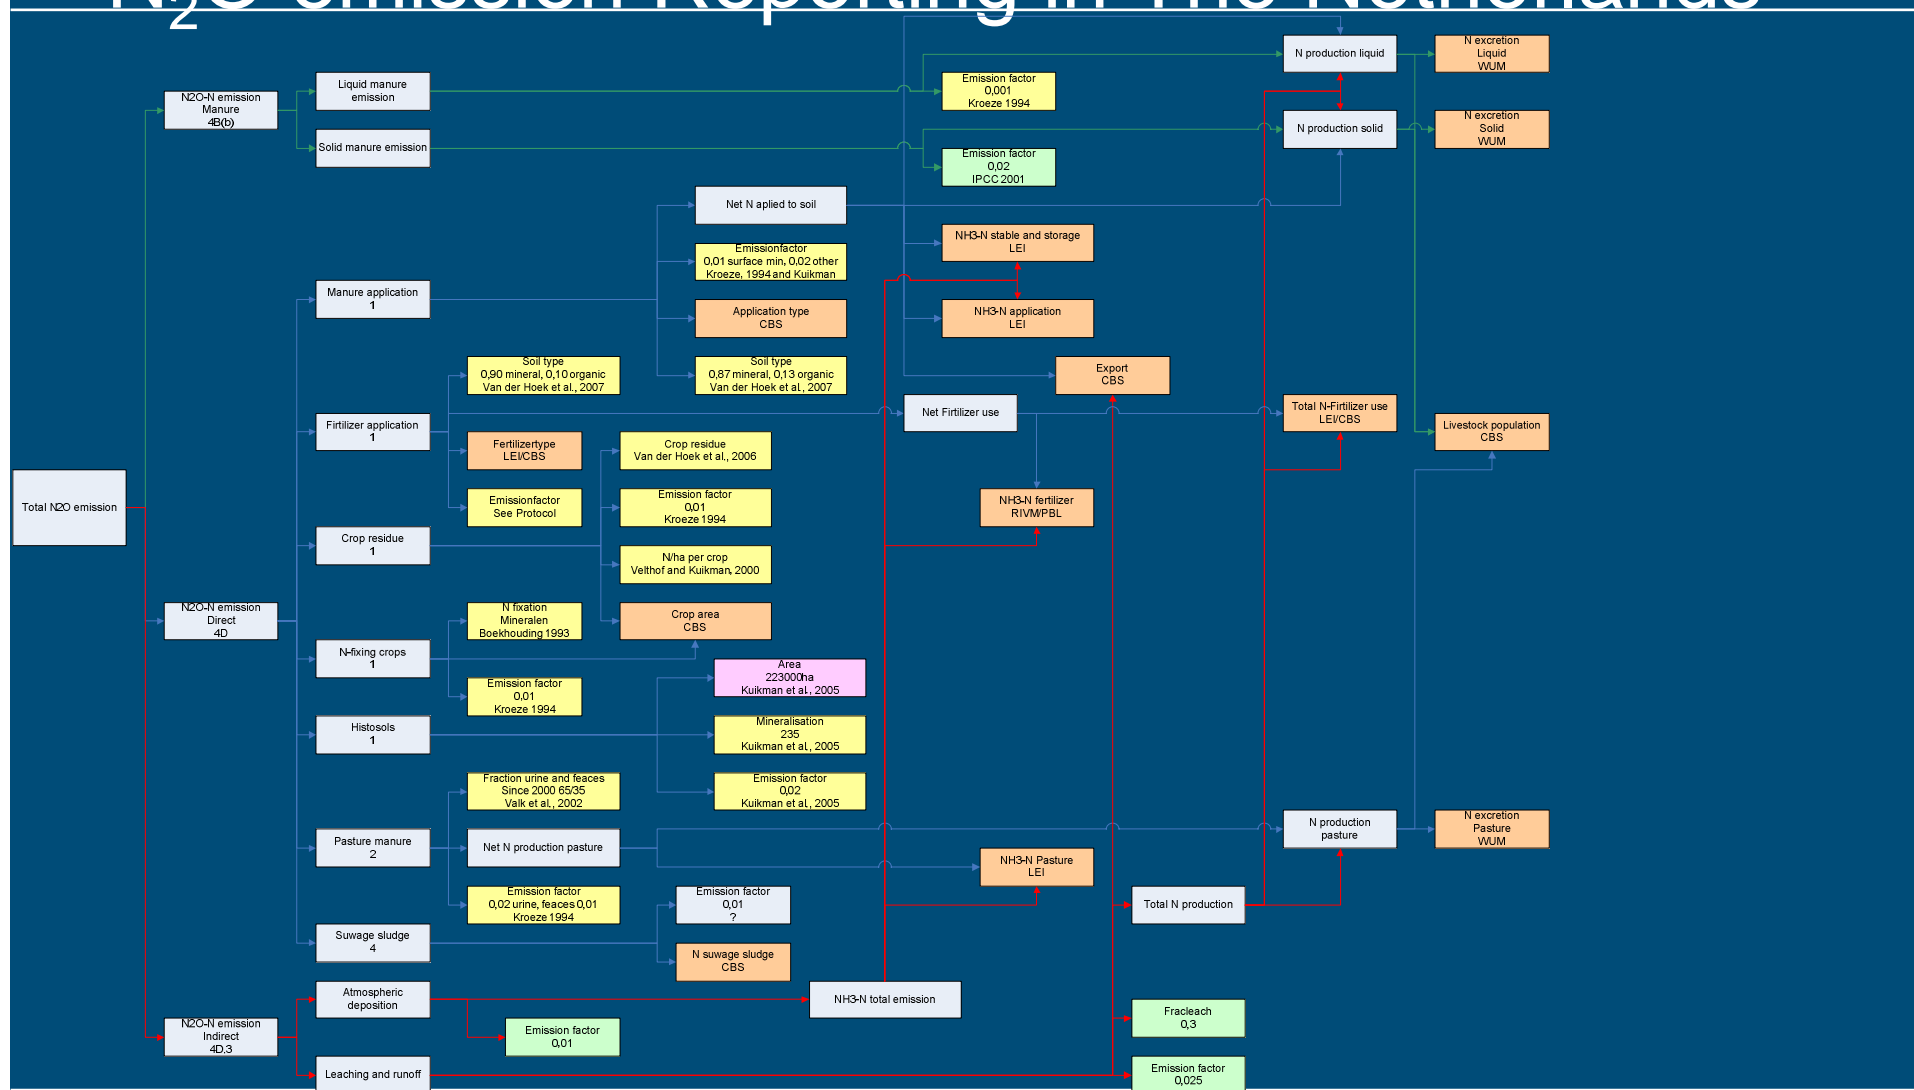 N2O emission Reporting in The Netherlands
N production liquid
N excretion
Liquid
WUM
Liquid manure
emission
Emission factor
0,001
Kroeze 1994
N2O-N emission
Manure
4B(b)
N production solid
N excretion
Solid
WUM
Solid manure emission
Emission factor
0,02
IPCC 2001
Net N aplied to soil
NH3-N stable and storage
LEI
Emissionfactor
0,01 surface min, 0,02 other
Kroeze, 1994 and Kuikman
Manure application
1
Application type
CBS
NH3-N application
LEI
Soil type
0,90 mineral, 0,10 organic
Van der Hoek et al., 2007
Soil type
0,87 mineral, 0,13 organic
Van der Hoek et al., 2007
Export
CBS
Net Firtilizer use
Total N-Firtilizer use
LEI/CBS
Livestock population
CBS
Firtilizer application
1
Fertilizertype
LEI/CBS
Crop residue
Van der Hoek et al., 2006
Total N2O emission
Emissionfactor
See Protocol
Emission factor
0,01
Kroeze 1994
NH3-N fertilizer
RIVM/PBL
Crop residue
1
N/ha per crop
Velthof and Kuikman, 2000
N2O-N emission
Direct
4D
N fixation
Mineralen
Boekhouding 1993
Crop area
CBS
N-fixing crops
1
Area
223000ha
Kuikman et al., 2005
Emission factor
0,01
Kroeze 1994
Histosols
1
Mineralisation
235
Kuikman et al., 2005
Fraction urine and feaces
Since 2000 65/35
Valk et al., 2002
Emission factor
0,02
Kuikman et al., 2005
N production
pasture
N excretion
Pasture
WUM
Pasture manure
2
Net N production pasture
NH3-N Pasture
LEI
Emission factor
0,02 urine, feaces 0,01
Kroeze 1994
Emission factor
0,01
?
Total N production
Suwage sludge
4
N suwage sludge
CBS
Atmospheric
deposition
NH3-N total emission
N2O-N emission
Indirect
4D.3
Emission factor
0,01
Fracleach
0,3
Leaching and runoff
Emission factor
0,025